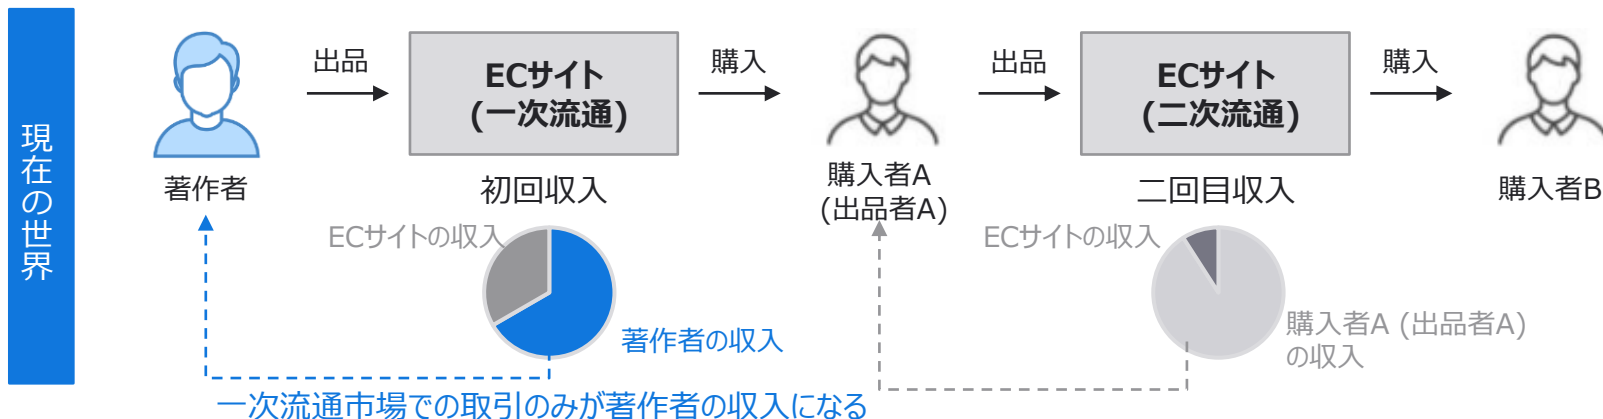 現在の世界
出品
ECサイト
(一次流通)
購入
出品
ECサイト
(二次流通)
購入
著作者
初回収入
購入者A
(出品者A)
二回目収入
購入者B
ECサイトの収入
著作者の収入
ECサイトの収入
購入者A (出品者A)
の収入
一次流通市場での取引のみが著作者の収入になる